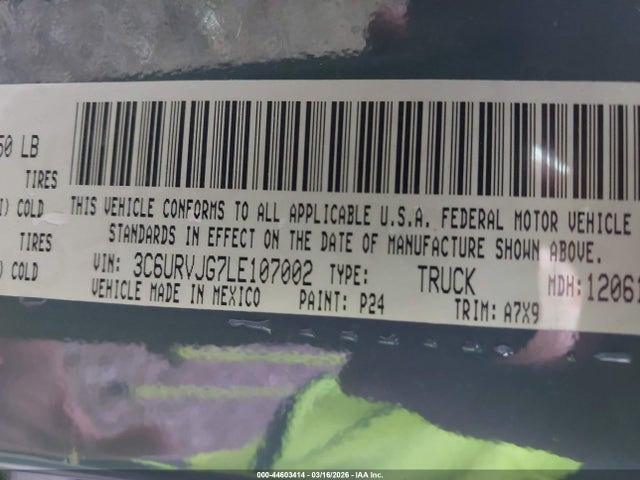 50 LB
TIRES
COLD
TIRES
COLD
THIS VEHICLE CONFORMS TO ALL APPLICABLE U.S.A. FEDERAL MOTOR VEHICLE
STANDARDS IN EFFECT ON THE DATE OF MANUFACTURE SHOWN ABOVE.
VIN: 3C6URVJG7LE107002 TYPE: TRUCK MDH: 12061
VEHICLE MADE IN MEXICO PAINT: P24 TRIM: A7X9
000-44603414 - 03/16/2026 - IAA Inc.